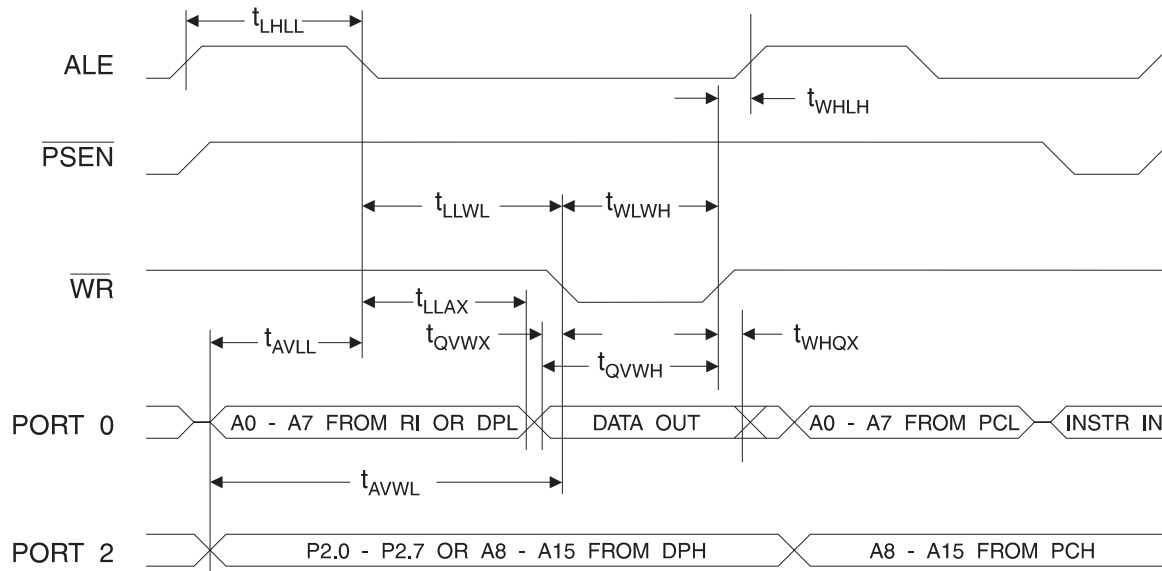 tLHLL
ALE
tWHLH
PSEN
tLLWL
tWLWH
WR
tLLAX
tAVLL
tQVWX
tWHQX
tQVWH
PORT 0
A0 - A7 FROM RI OR DPL
DATA OUT
A0 - A7 FROM PCL
INSTR IN
tAVWL
PORT 2
P2.0 - P2.7 OR A8 - A15 FROM DPH
A8 - A15 FROM PCH